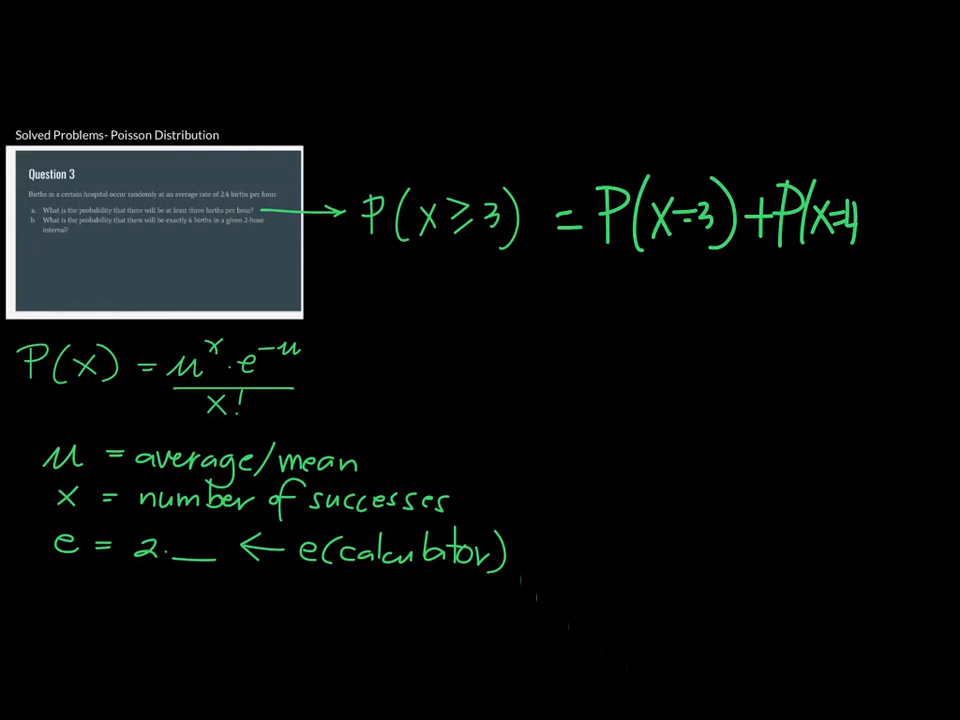 Solved Problems- Poisson Distribution
Question 3
Births in a certain hospital occur randomly at an average rate of 2.4 births per hour.
a. What is the probability that there will be at least three births per hour?
b. What is the probability that there will be exactly 6 births in a given 2-hour
interval?
P(x≥3) = P(x=3)+P(x=4
P(x) = μ^x · e^-μ
x!
μ = average/mean
x = number of successes
e = 2.__ ← e(calculator)